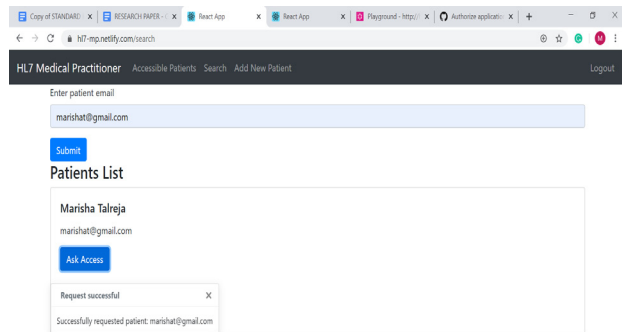 Copy of STANDARD X RESEARCH PAPER - X React App X React App X Playground - http:// X Authorize application X +
hl7-mp.netlify.com/search
M
HL7 Medical Practitioner Accessible Patients Search Add New Patient Logout
Enter patient email
marishat@gmail.com
Submit
Patients List
Marisha Talreja
marishat@gmail.com
Ask Access
Request successful X
Successfully requested patient: marishat@gmail.com